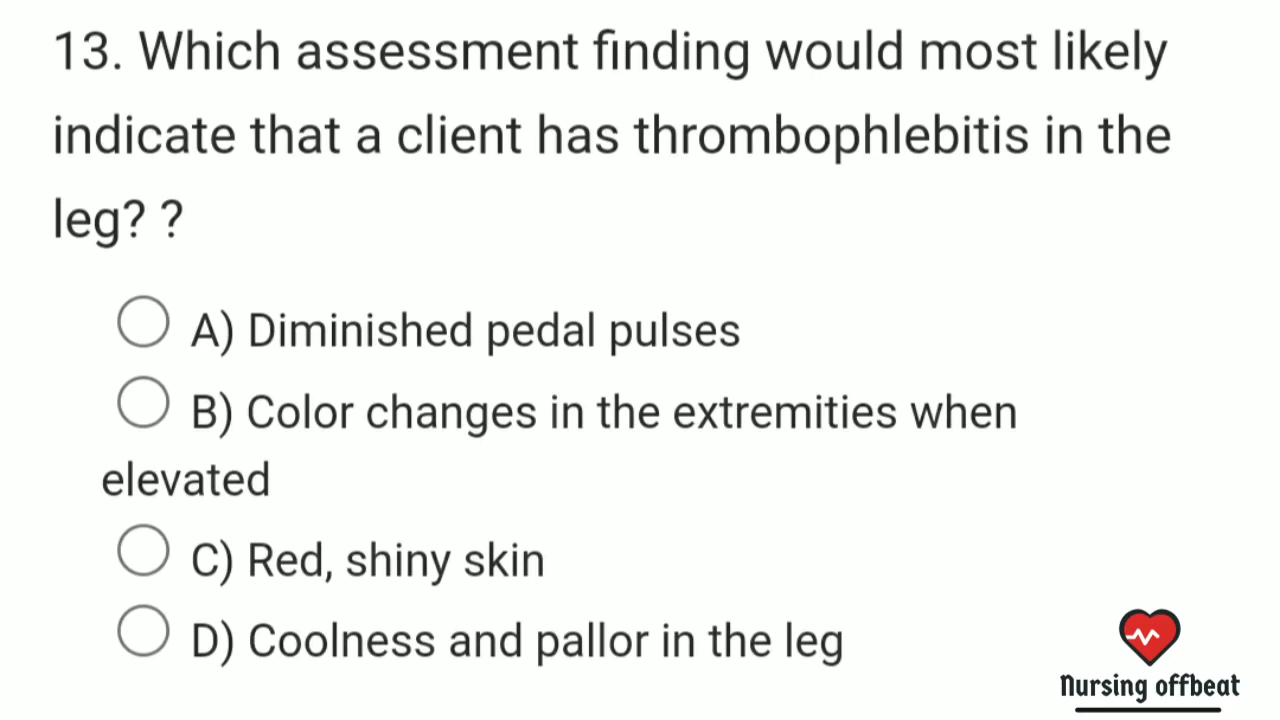 13. Which assessment finding would most likely
indicate that a client has thrombophlebitis in the
leg? ?
A) Diminished pedal pulses
B) Color changes in the extremities when
elevated
C) Red, shiny skin
D) Coolness and pallor in the leg
Nursing offbeat